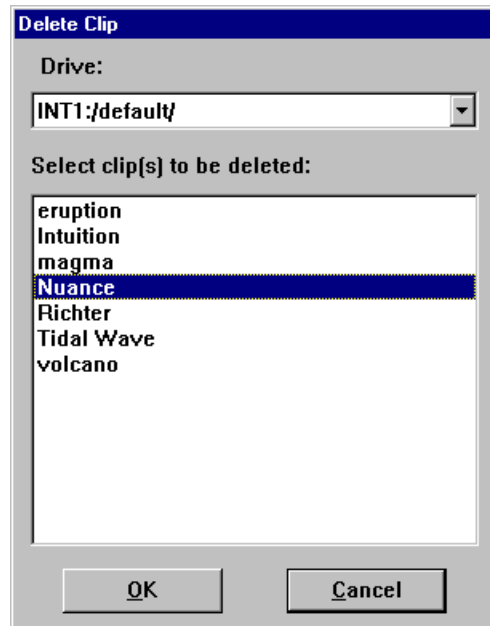 Delete Clip
Drive:
INT1:/default/
Select clip(s) to be deleted:
eruption
Intuition
magma
Nuance
Richter
Tidal Wave
volcano
OK Cancel